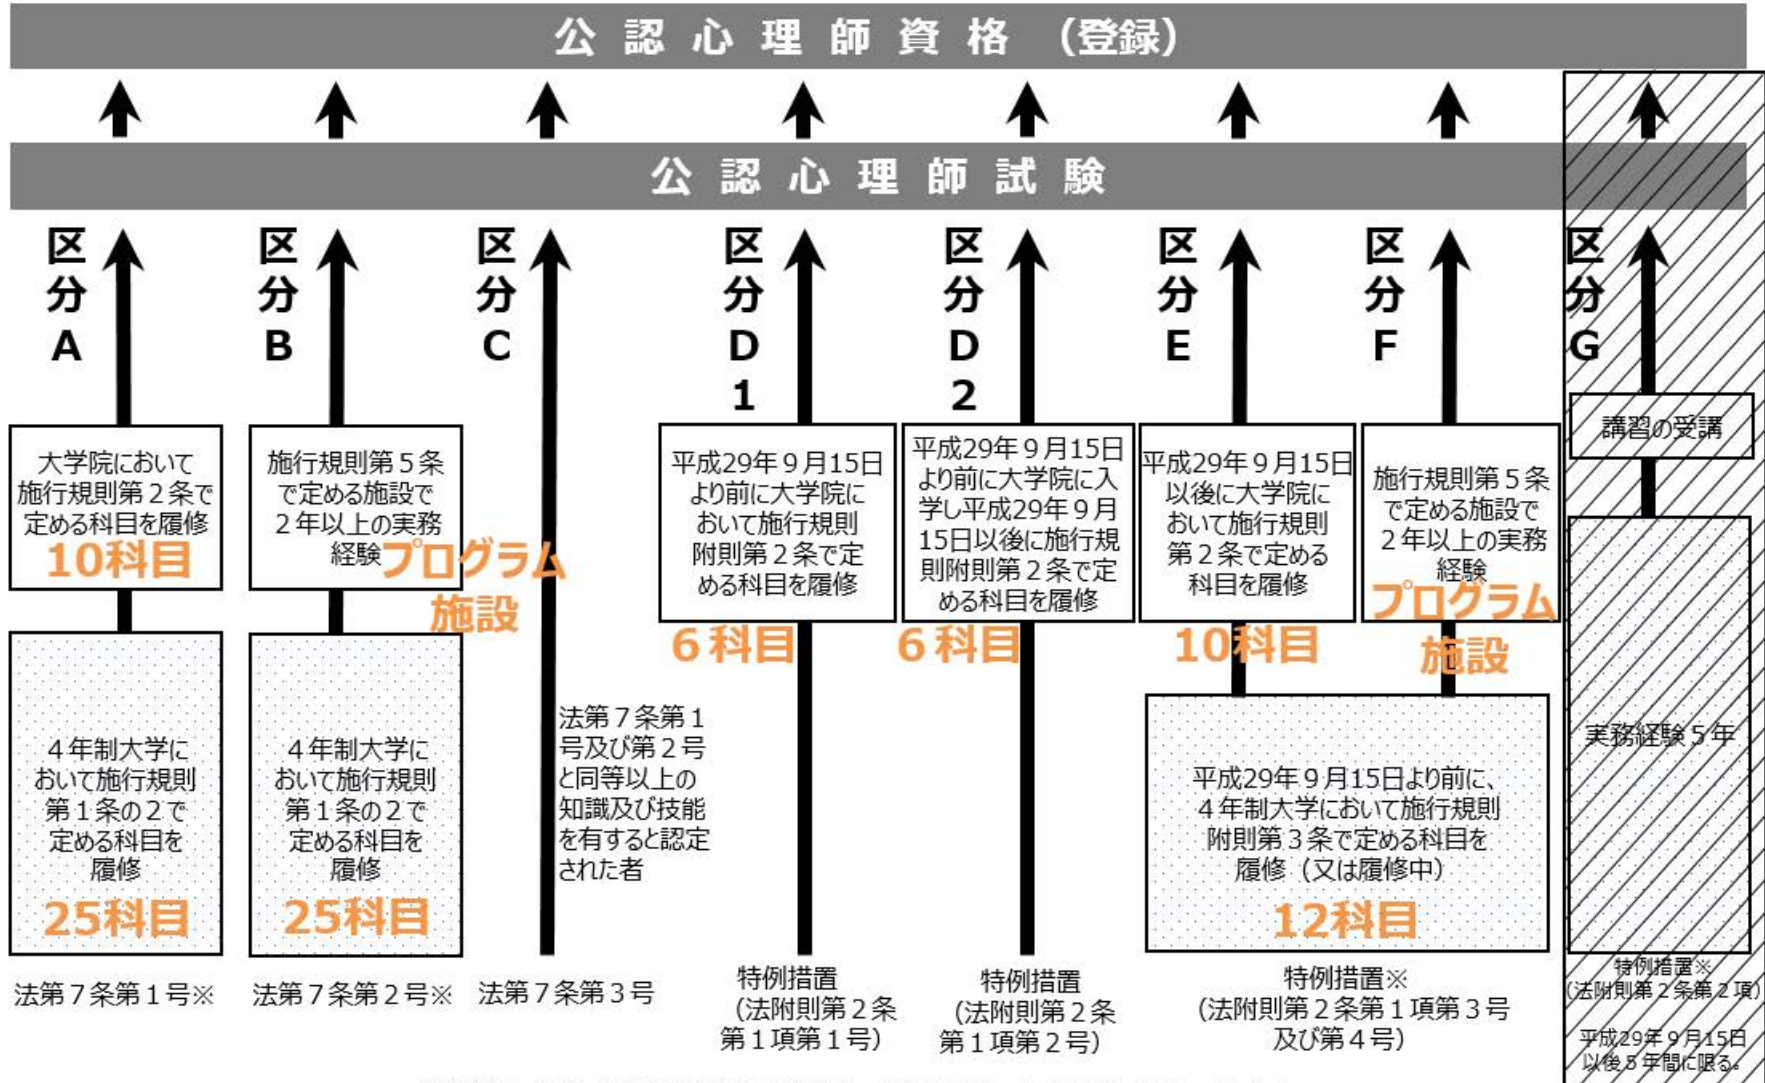 公認心理師資格（登録）
公認心理師試験
区分A
区分B
区分C
区分D1
区分D2
区分E
区分F
区分G
大学院において
施行規則第２条で
定める科目を履修
10科目
４年制大学に
おいて施行規則
第１条の２で
定める科目を
履修
25科目
法第７条第１号※
施行規則第５条
で定める施設で
２年以上の実務
経験
プログラム
施設
４年制大学に
おいて施行規則
第１条の２で
定める科目を
履修
25科目
法第７条第２号※
法第７条第１
号及び第２号
と同等以上の
知識及び技能
を有すると認定
された者
法第７条第３号
平成29年９月15日
より前に大学院に
おいて施行規則
附則第２条で定
める科目を履修
６科目
特例措置
（法附則第２条
第１項第１号）
平成29年９月15日
より前に大学院に入
学し平成29年９月
15日以後に施行規
則附則第２条で定
める科目を履修
６科目
特例措置
（法附則第２条
第１項第２号）
平成29年９月15日
以後に大学院に
おいて施行規則
第２条で定める
科目を履修
10科目
施行規則第５条
で定める施設で
２年以上の実務
経験
プログラム
施設
平成29年９月15日より前に、
４年制大学において施行規則
附則第３条で定める科目を
履修（又は履修中）
12科目
特例措置※
（法附則第２条第１項第３号
及び第４号）
講習の受講
実務経験５年
特例措置※
（法附則第２条第２項）
平成29年９月15日
以後５年間に限る。